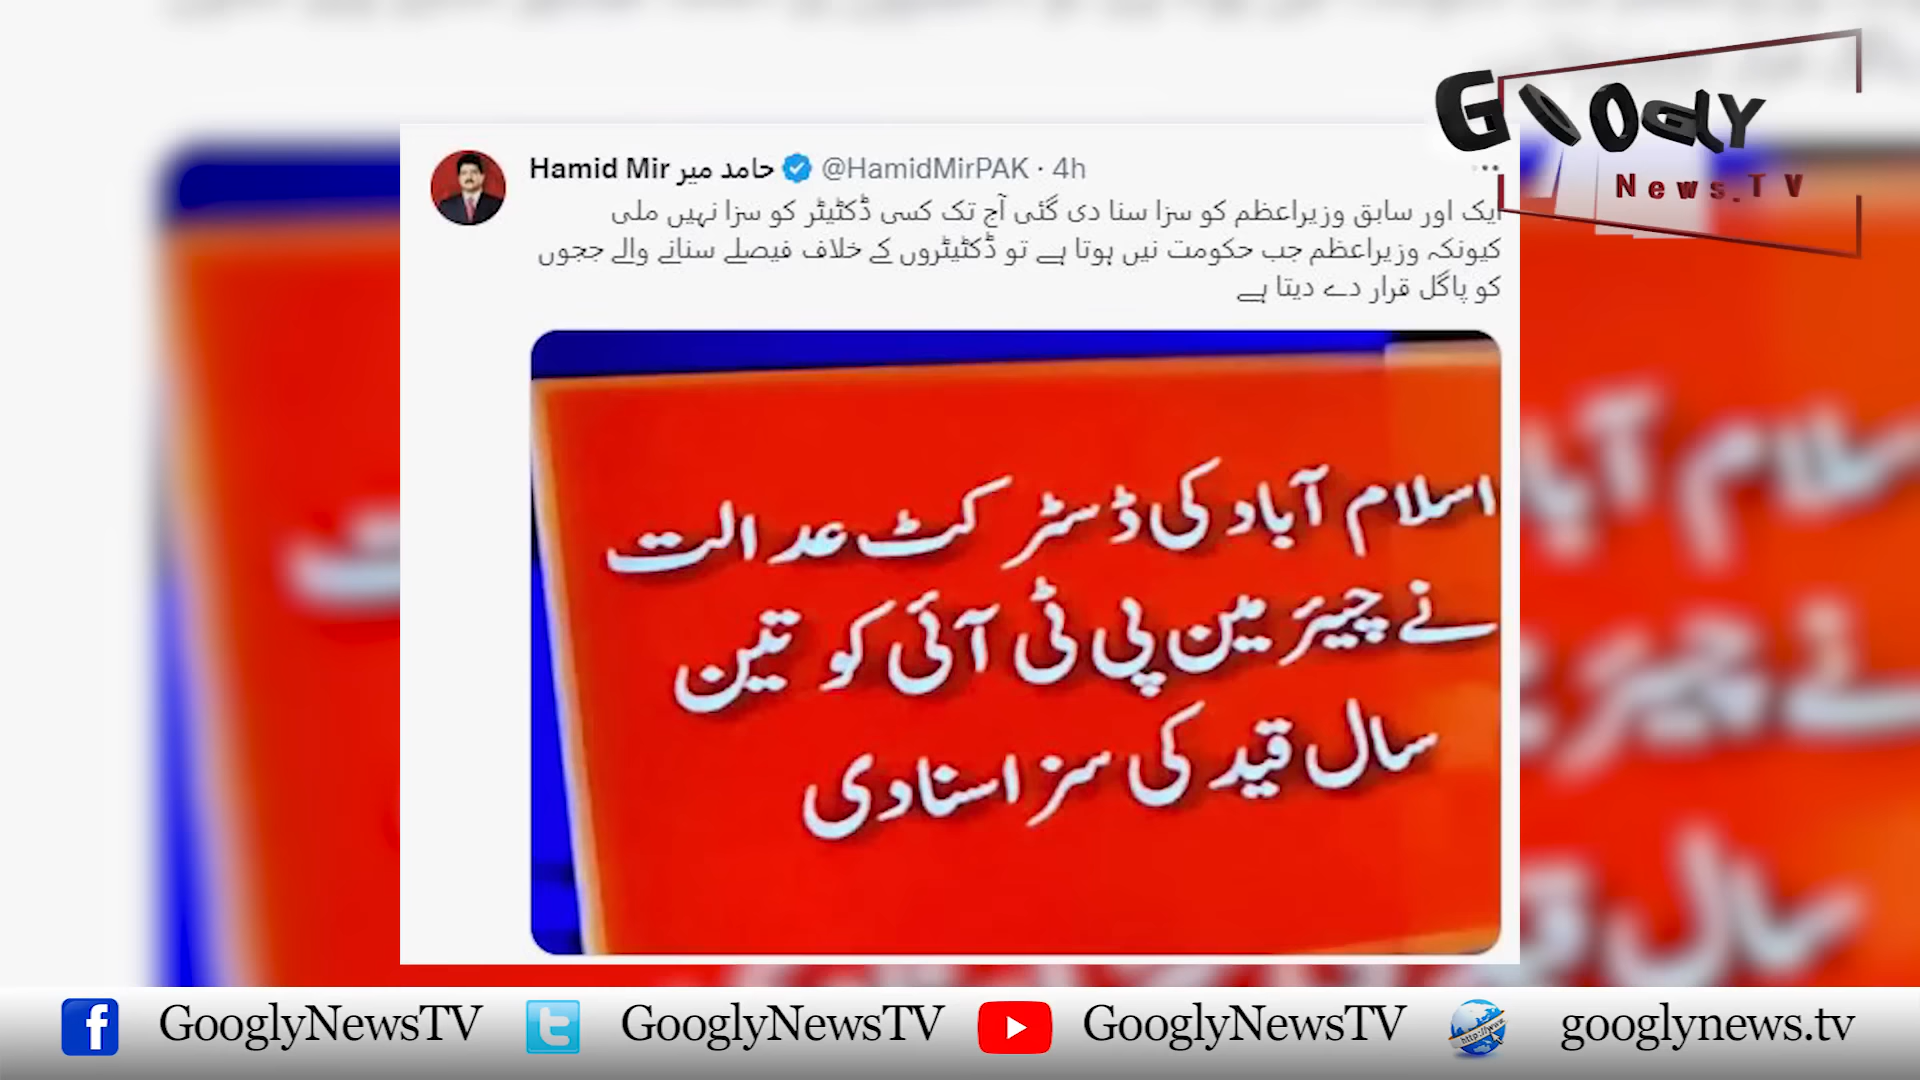 GOOGLY
News.TV
Hamid Mir حامد میر @HamidMirPAK · 4h
ایک اور سابق وزیراعظم کو سزا سنا دی گئی آج تک کسی ڈکٹیٹر کو سزا نہیں ملی
کیونکہ وزیراعظم جب حکومت نیں ہوتا ہے تو ڈکٹیٹروں کے خلاف فیصلے سنانے والے ججوں
کو پاگل قرار دے دیتا ہے
اسلام آباد کی ڈسٹرکٹ عدالت
نے چیئرمین پی ٹی آئی کو تین
سال قید کی سزا سنا دی
GooglyNewsTV GooglyNewsTV GooglyNewsTV googlynews.tv